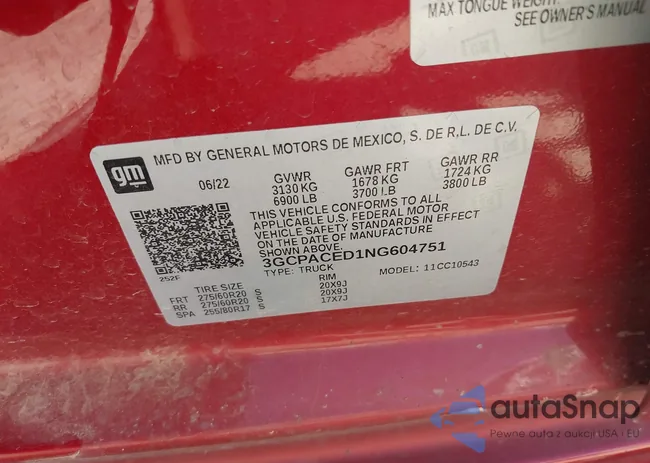 MAX TONGUE WEIGHT:
SEE OWNER'S MANUAL
gm
MFD BY GENERAL MOTORS DE MEXICO, S. DE R.L. DE C.V.
06/22 GVWR GAWR FRT GAWR RR
3130 KG 1678 KG 1724 KG
6900 LB 3700 LB 3800 LB
THIS VEHICLE CONFORMS TO ALL
APPLICABLE U.S. FEDERAL MOTOR
VEHICLE SAFETY STANDARDS IN EFFECT
ON THE DATE OF MANUFACTURE
SHOWN ABOVE.
3GCPACED1NG604751
252F
TYPE: TRUCK MODEL: 11CC10543
TIRE SIZE RIM
FRT 275/60R20 S 20X9J
RR 275/60R20 S 20X9J
SPA 255/80R17 S 17X7J
autaSnap
Pewne auta z aukcji USA i EU